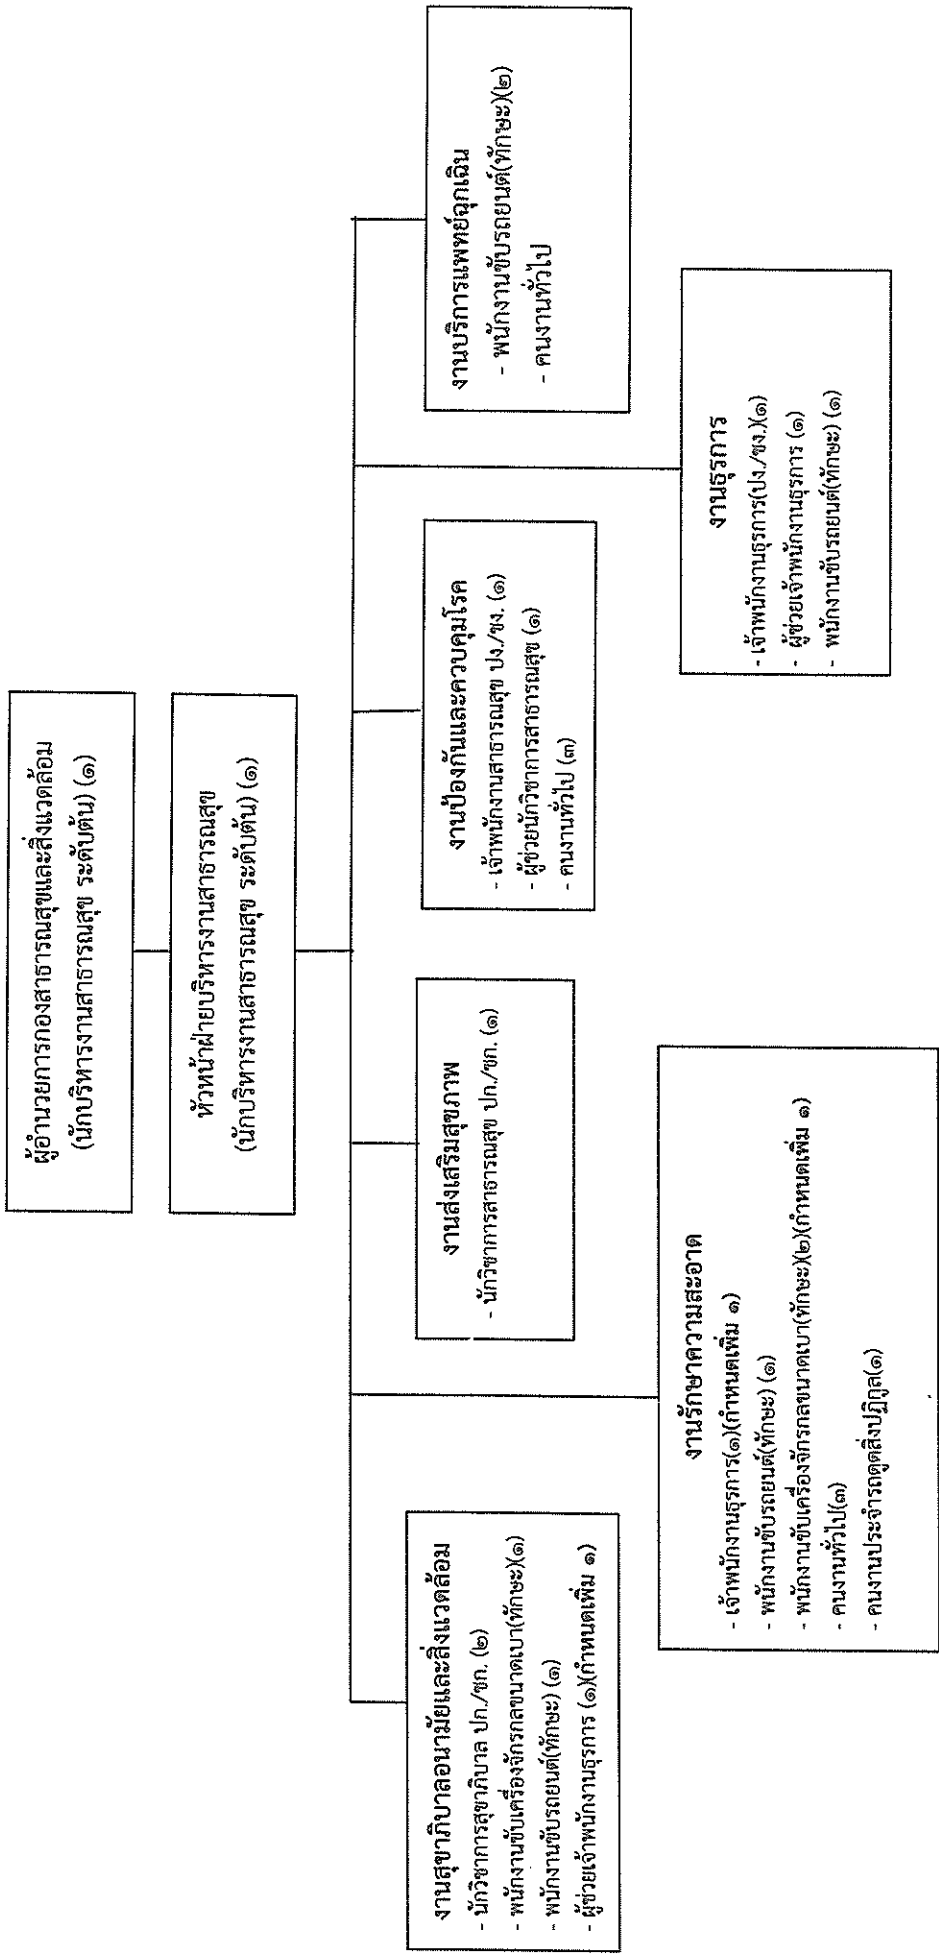 ผู้อำนวยการกองสาธารณสุขและสิ่งแวดล้อม
(นักบริหารงานสาธารณสุข ระดับต้น) (๑)
หัวหน้าฝ่ายบริหารงานสาธารณสุข
(นักบริหารงานสาธารณสุข ระดับต้น) (๑)
งานสุขาภิบาลอนามัยและสิ่งแวดล้อม
- นักวิชาการสุขาภิบาล ปก./ชก. (๒)
- พนักงานขับเครื่องจักรกลขนาดเบา(ทักษะ)(๑)
- พนักงานขับรถยนต์(ทักษะ) (๑)
- ผู้ช่วยเจ้าพนักงานธุรการ (๑)(กำหนดเพิ่ม ๑)
งานส่งเสริมสุขภาพ
- นักวิชาการสาธารณสุข ปก./ชก. (๑)
งานป้องกันและควบคุมโรค
- เจ้าพนักงานสาธารณสุข ปง./ชง. (๑)
- ผู้ช่วยนักวิชาการสาธารณสุข (๑)
- คนงานทั่วไป (๓)
งานบริการแพทย์ฉุกเฉิน
- พนักงานขับรถยนต์(ทักษะ)(๒)
- คนงานทั่วไป
งานรักษาความสะอาด
- เจ้าพนักงานธุรการ(๑)(กำหนดเพิ่ม ๑)
- พนักงานขับรถยนต์(ทักษะ) (๑)
- พนักงานขับเครื่องจักรกลขนาดเบา(ทักษะ)(๒)(กำหนดเพิ่ม ๑)
- คนงานทั่วไป(๓)
- คนงานประจำรถดูดสิ่งปฏิกูล(๑)
งานธุรการ
- เจ้าพนักงานธุรการ(ปง./ชง.)(๑)
- ผู้ช่วยเจ้าพนักงานธุรการ (๑)
- พนักงานขับรถยนต์(ทักษะ) (๑)